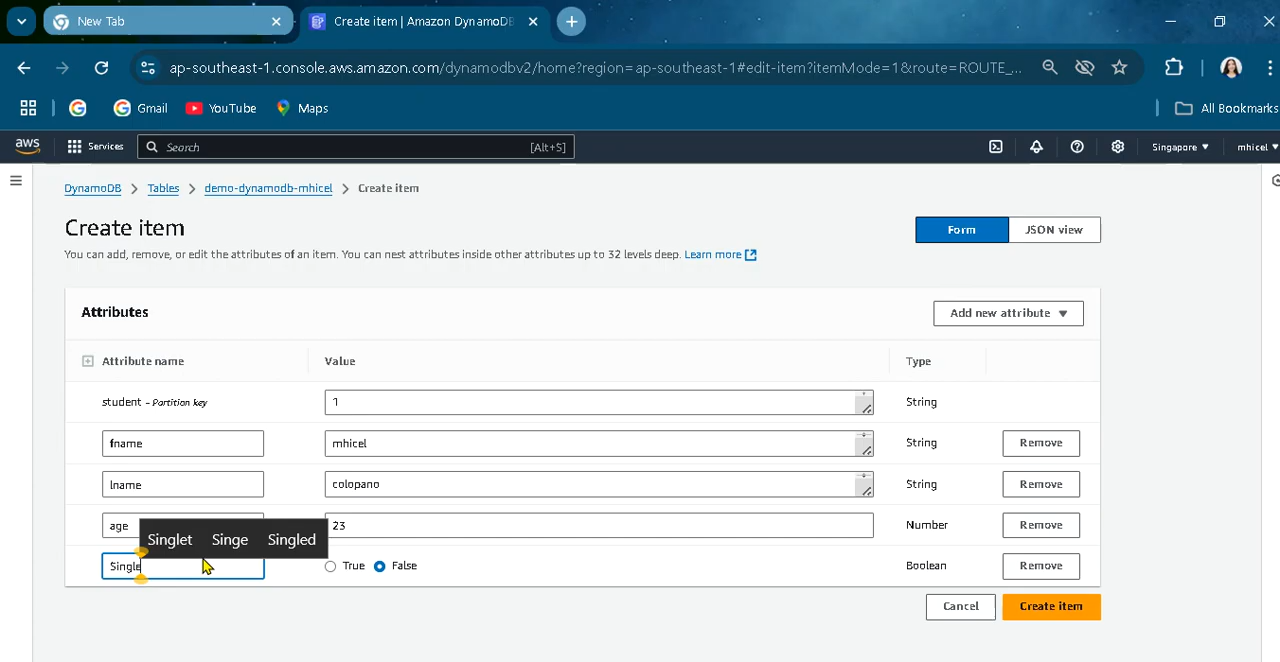 New Tab
Create item | Amazon DynamoDB
ap-southeast-1.console.aws.amazon.com/dynamodbv2/home?region=ap-southeast-1#edit-item?itemMode=1&route=ROUTE_...
Gmail YouTube Maps All Bookmarks
aws Services Search [Alt+S] Singapore mhicel
DynamoDB > Tables > demo-dynamodb-mhicel > Create item
Create item
Form JSON view
You can add, remove, or edit the attributes of an item. You can nest attributes inside other attributes up to 32 levels deep. Learn more
Attributes
Add new attribute
Attribute name Value Type
student - Partition key 1 String
fname mhicel String Remove
lname colopano String Remove
age 23 Number Remove
Singlet Singe Singled
Single True False Boolean Remove
Cancel Create item